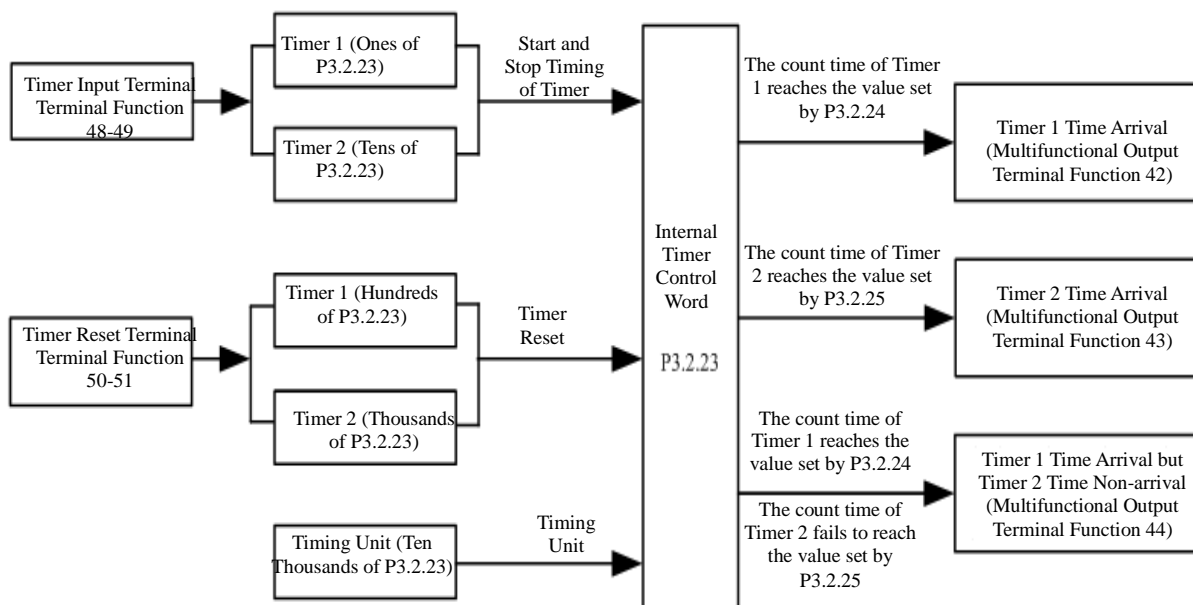 Timer Input Terminal
Terminal Function
48-49
Timer 1 (Ones of
P3.2.23)
Timer 2 (Tens of
P3.2.23)
Start and
Stop Timing
of Timer
Timer Reset Terminal
Terminal Function
50-51
Timer 1 (Hundreds
of P3.2.23)
Timer 2 (Thousands
of P3.2.23)
Timer
Reset
Timing Unit (Ten
Thousands of P3.2.23)
Timing
Unit
Internal
Timer
Control
Word
P3.2.23
The count time of Timer
1 reaches the value set
by P3.2.24
Timer 1 Time Arrival
(Multifunctional Output
Terminal Function 42)
The count time of Timer
2 reaches the value set
by P3.2.25
Timer 2 Time Arrival
(Multifunctional Output
Terminal Function 43)
The count time of
Timer 1 reaches the
value set by P3.2.24
The count time of
Timer 2 fails to reach
the value set by
P3.2.25
Timer 1 Time Arrival but
Timer 2 Time Non-arrival
(Multifunctional Output
Terminal Function 44)